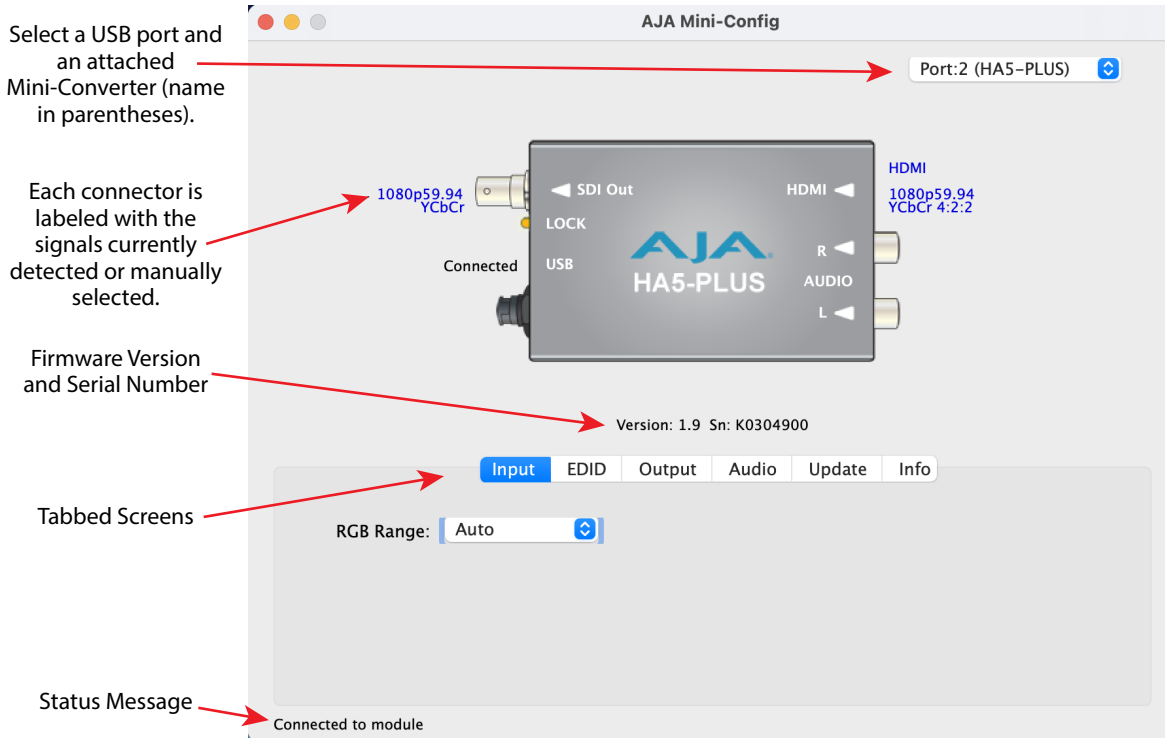 AJA Mini-Config
Select a USB port and
an attached
Mini-Converter (name
in parentheses).
Port:2 (HA5-PLUS)
Each connector is
labeled with the
signals currently
detected or manually
selected.
1080p59.94
YCbCr
SDI Out
LOCK
Connected
USB
AJA
HA5-PLUS
HDMI
R
AUDIO
L
HDMI
1080p59.94
YCbCr 4:2:2
Firmware Version
and Serial Number
Version: 1.9 Sn: K0304900
Tabbed Screens
Input EDID Output Audio Update Info
RGB Range: Auto
Status Message
Connected to module